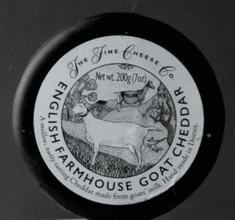 The Fine Cheese Co.
Net wt. 200g (7oz)
ENGLISH FARMHOUSE GOAT CHEDDAR
A mellow, nutty tasting Cheddar made from goats' milk. Hand made in Devon.